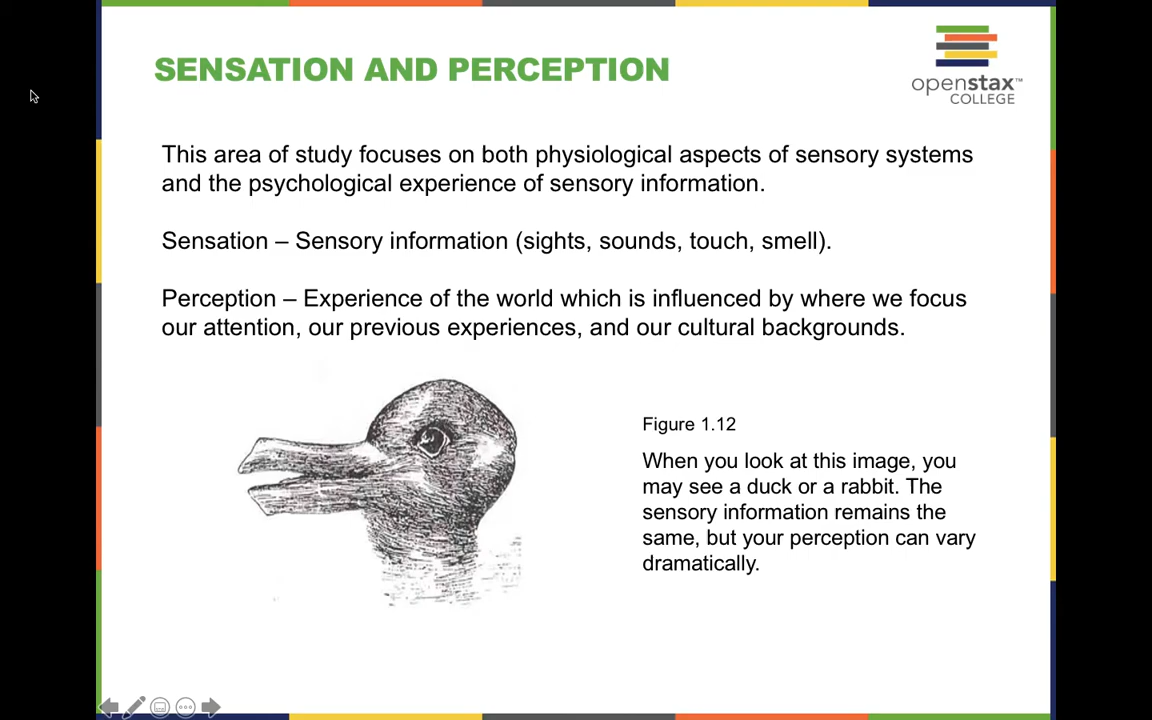 SENSATION AND PERCEPTION
openstax™
COLLEGE
This area of study focuses on both physiological aspects of sensory systems
and the psychological experience of sensory information.
Sensation – Sensory information (sights, sounds, touch, smell).
Perception – Experience of the world which is influenced by where we focus
our attention, our previous experiences, and our cultural backgrounds.
Figure 1.12
When you look at this image, you
may see a duck or a rabbit. The
sensory information remains the
same, but your perception can vary
dramatically.